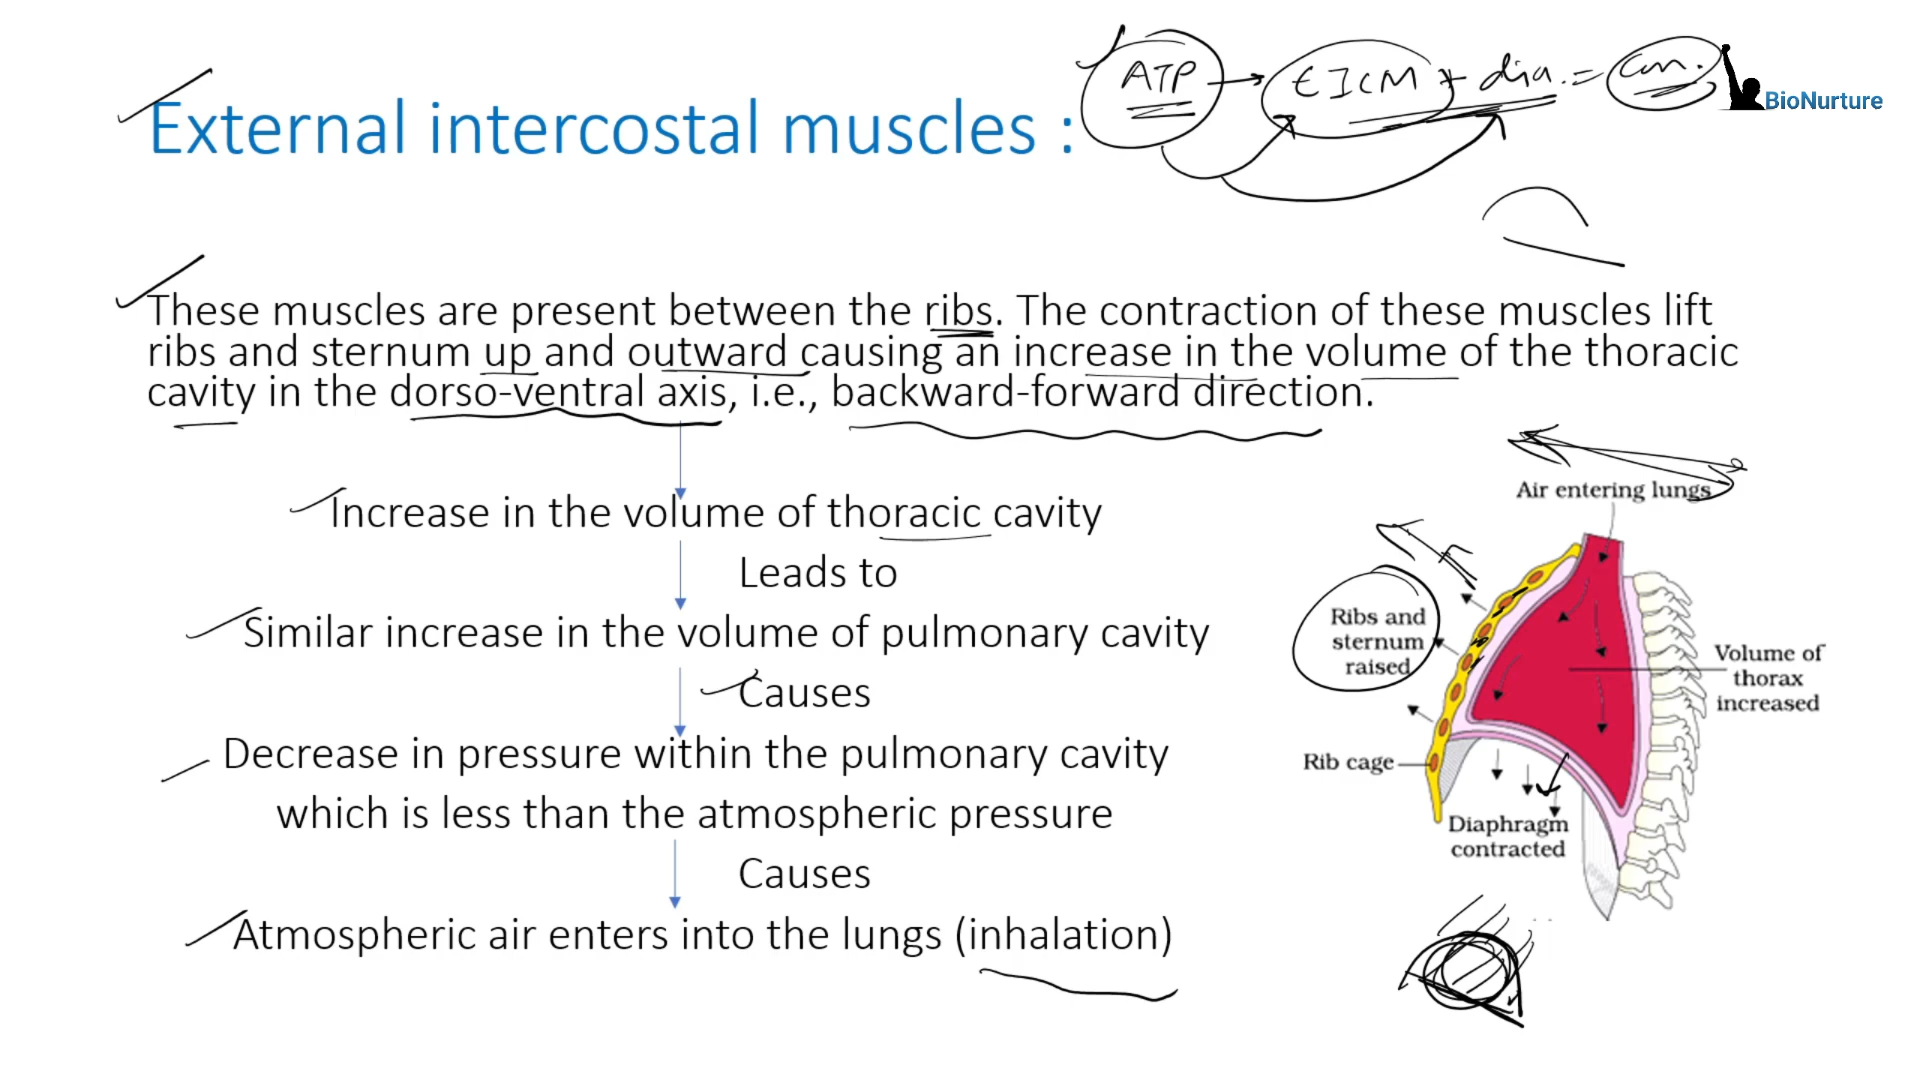 ATP → EICM + dia. = Con.
BioNurture
External intercostal muscles :
These muscles are present between the ribs. The contraction of these muscles lift
ribs and sternum up and outward causing an increase in the volume of the thoracic
cavity in the dorso-ventral axis, i.e., backward-forward direction.
Increase in the volume of thoracic cavity
Leads to
Similar increase in the volume of pulmonary cavity
Causes
Decrease in pressure within the pulmonary cavity
which is less than the atmospheric pressure
Causes
Atmospheric air enters into the lungs (inhalation)
Air entering lungs
Ribs and
sternum
raised
Volume of
thorax
increased
Rib cage
Diaphragm
contracted